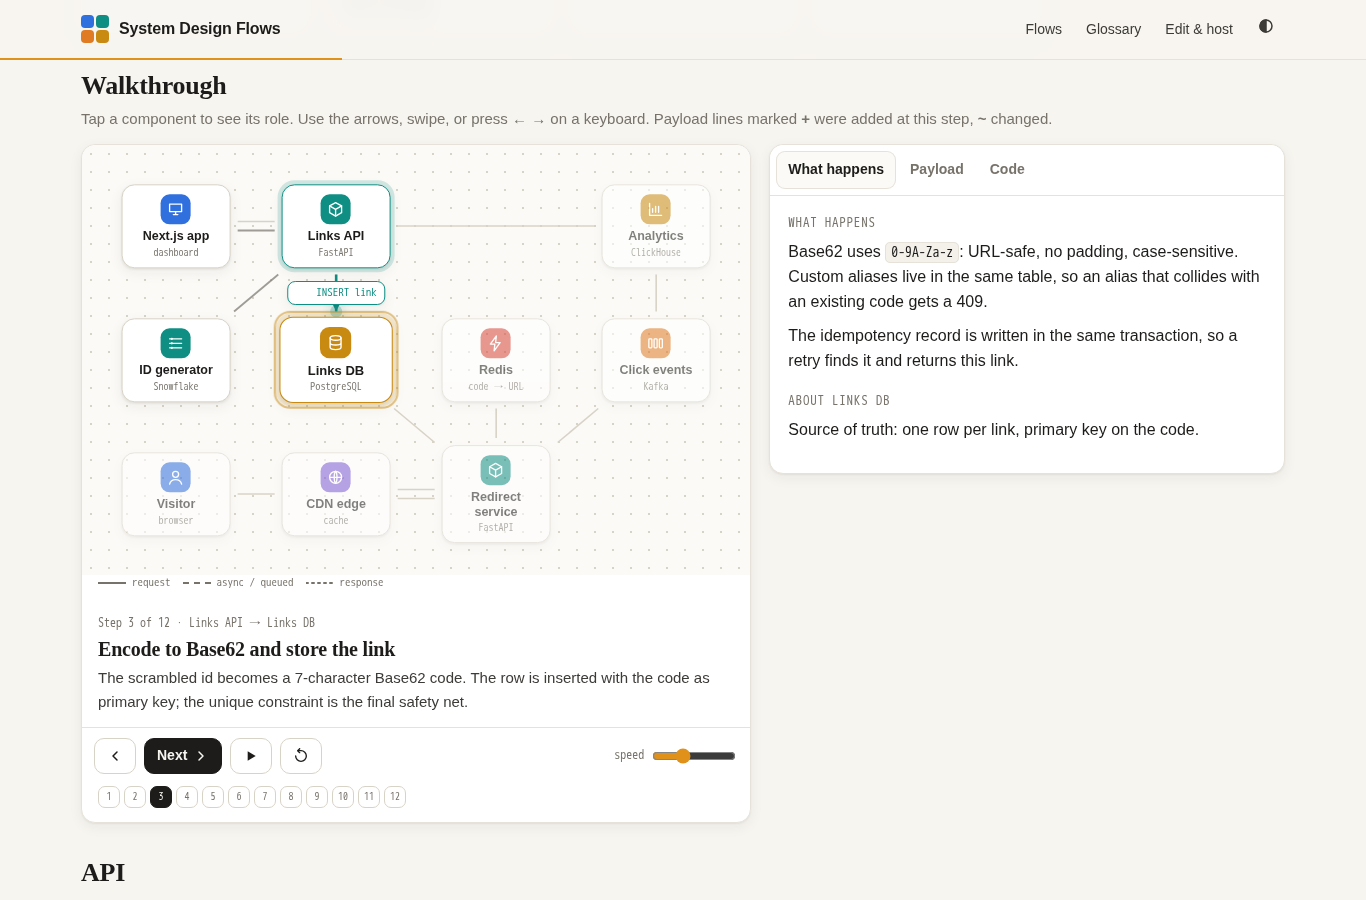 System Design Flows
Flows
Glossary
Edit & host
Walkthrough
Tap a component to see its role. Use the arrows, swipe, or press ← → on a keyboard. Payload lines marked + were added at this step, ~ changed.
Next.js app
dashboard
Links API
FastAPI
Analytics
ClickHouse
INSERT link
ID generator
Snowflake
Links DB
PostgreSQL
Redis
code → URL
Click events
Kafka
Visitor
browser
CDN edge
cache
Redirect
service
FastAPI
request
async / queued
response
Step 3 of 12 · Links API → Links DB
Encode to Base62 and store the link
The scrambled id becomes a 7-character Base62 code. The row is inserted with the code as
primary key; the unique constraint is the final safety net.
Next
speed
1 2 3 4 5 6 7 8 9 10 11 12
What happens
Payload
Code
WHAT HAPPENS
Base62 uses 0-9A-Za-z: URL-safe, no padding, case-sensitive.
Custom aliases live in the same table, so an alias that collides with
an existing code gets a 409.
The idempotency record is written in the same transaction, so a
retry finds it and returns this link.
ABOUT LINKS DB
Source of truth: one row per link, primary key on the code.
API